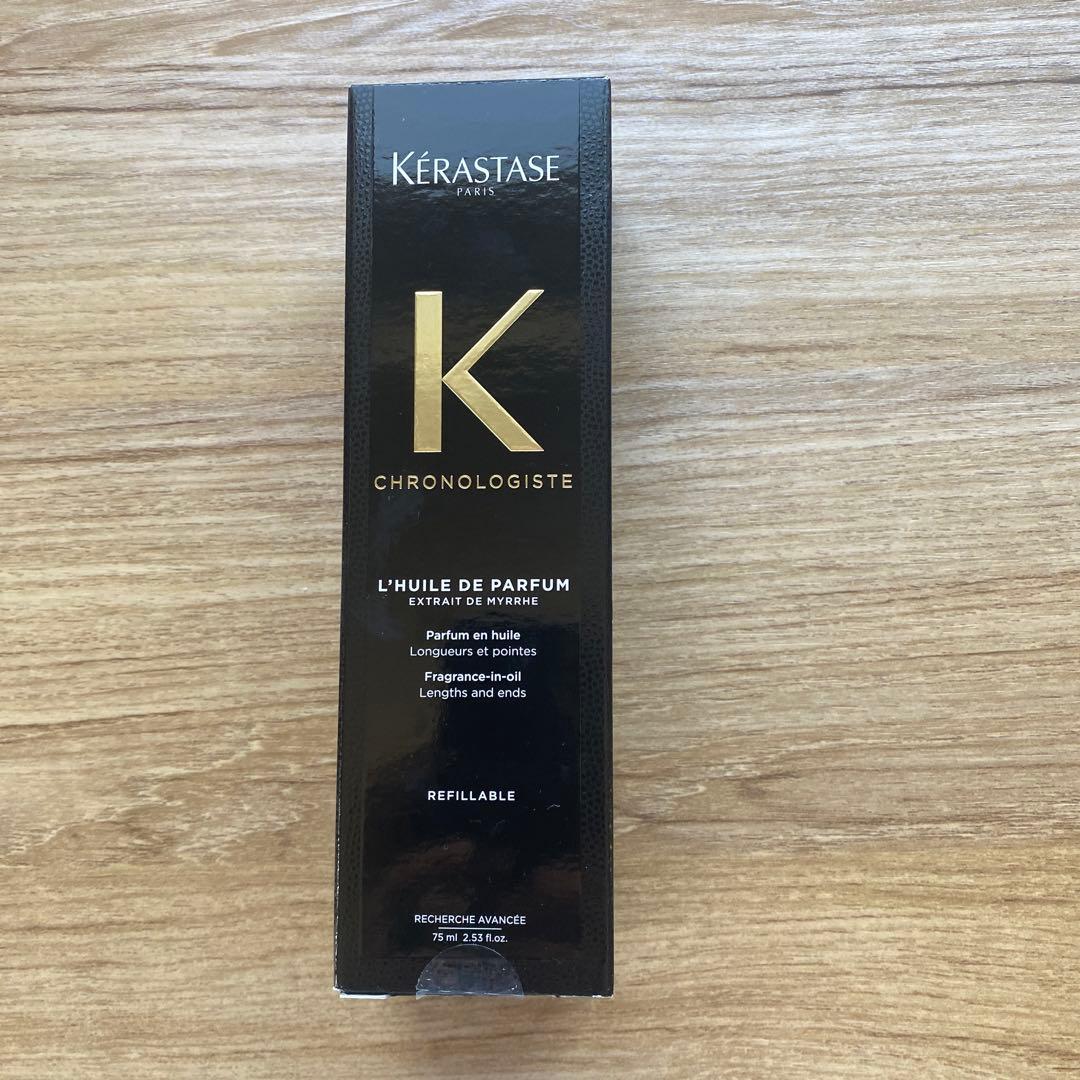 KÉRASTASE
PARIS
K
CHRONOLOGISTE
L'HUILE DE PARFUM
EXTRAIT DE MYRRHE
Parfum en huile
Longueurs et pointes
Fragrance-in-oil
Lengths and ends
REFILLABLE
RECHERCHE AVANCÉE
75 ml 2.53 fl.oz.